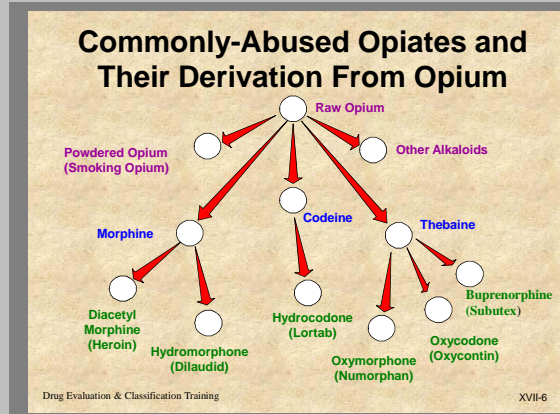 Commonly-Abused Opiates and
Their Derivation From Opium
Raw Opium
Powdered Opium
(Smoking Opium)
Other Alkaloids
Morphine
Codeine
Thebaine
Diacetyl
Morphine
(Heroin)
Hydromorphone
(Dilaudid)
Hydrocodone
(Lortab)
Oxymorphone
(Numorphan)
Oxycodone
(Oxycontin)
Buprenorphine
(Subutex)
Drug Evaluation & Classification Training
XVII-6